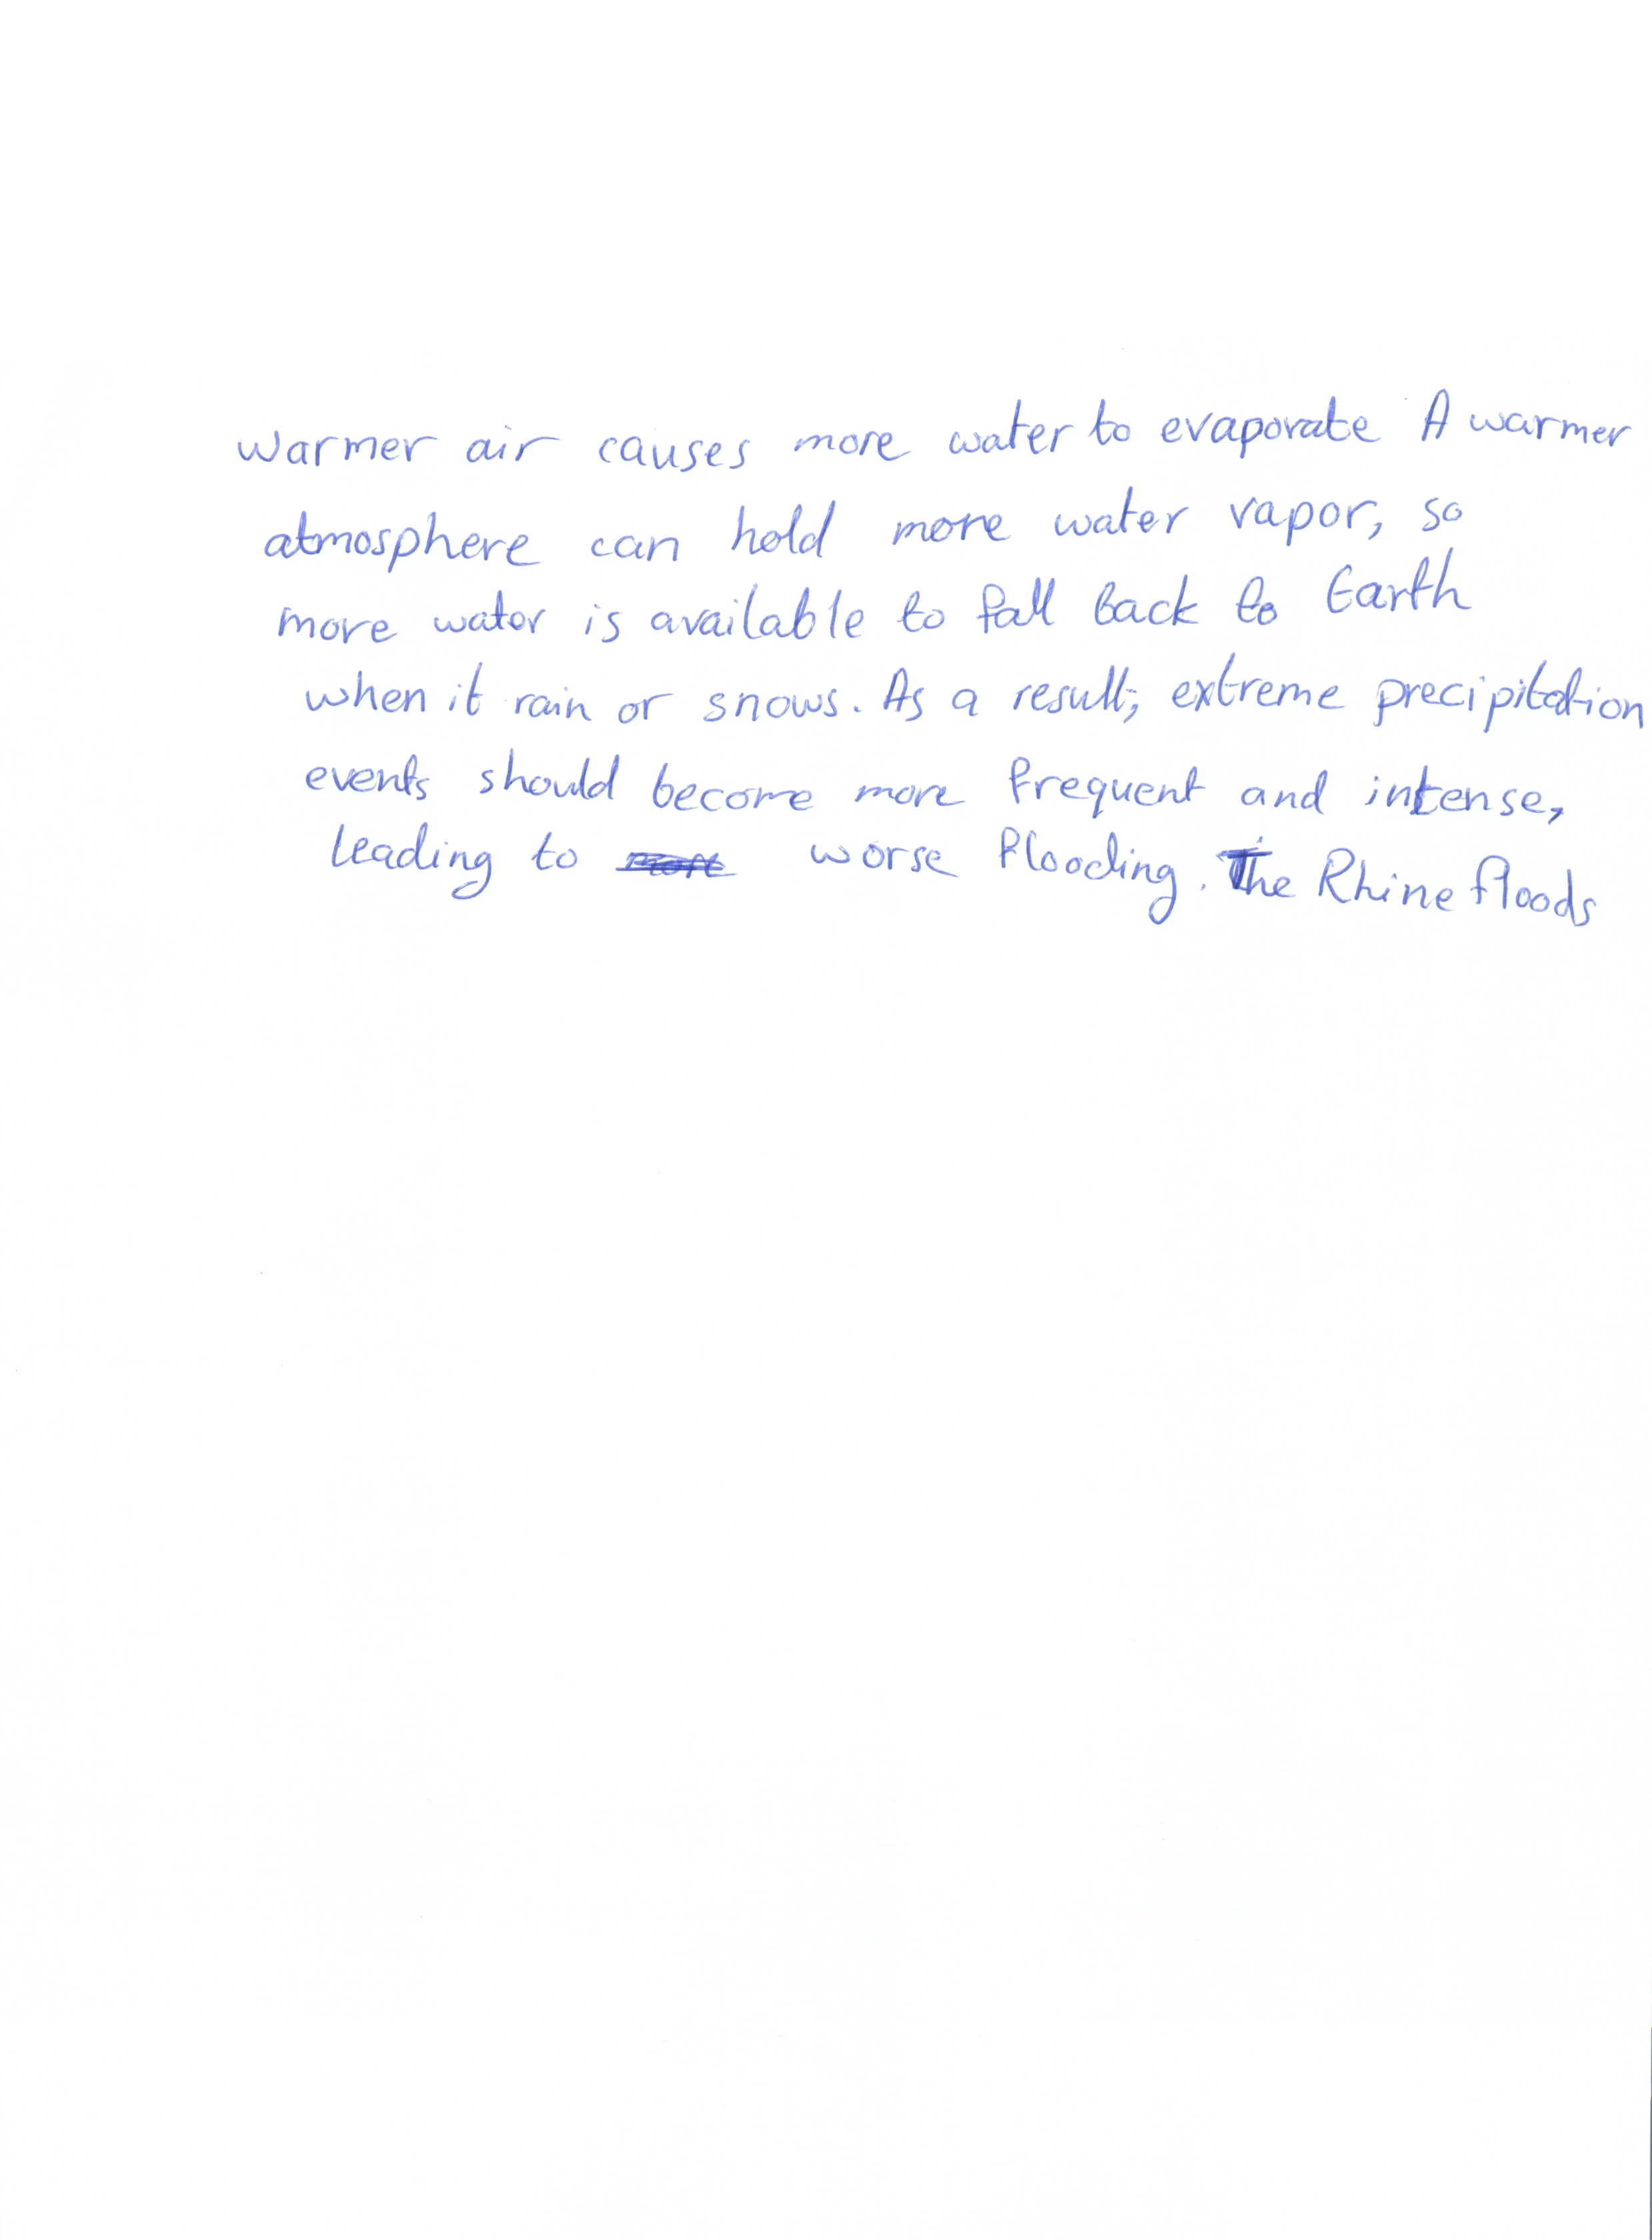 warmer air causes more water to evaporate A warmer
atmosphere can hold more water vapor, so
more water is available to fall back to Earth
when it rain or snows. As a result, extreme precipitation
events should become more frequent and intense,
leading to worse flooding. The Rhine floods